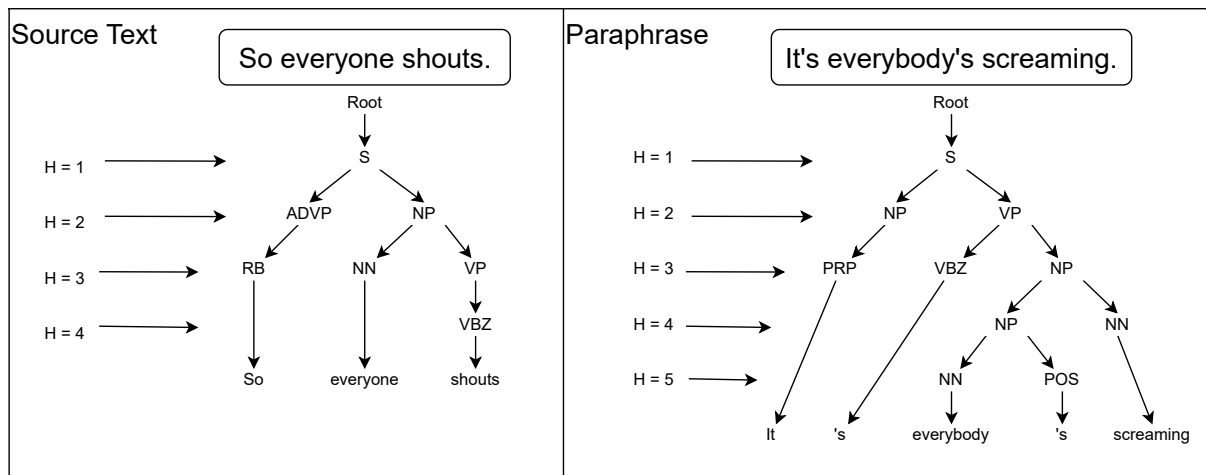 Source Text
So everyone shouts.
Root
H = 1
S
H = 2
ADVP NP
H = 3
RB NN VP
H = 4
VBZ
So everyone shouts
Paraphrase
It's everybody's screaming.
Root
H = 1
S
H = 2
NP VP
H = 3
PRP VBZ NP
H = 4
NP NN
H = 5
NN POS
It 's everybody 's screaming